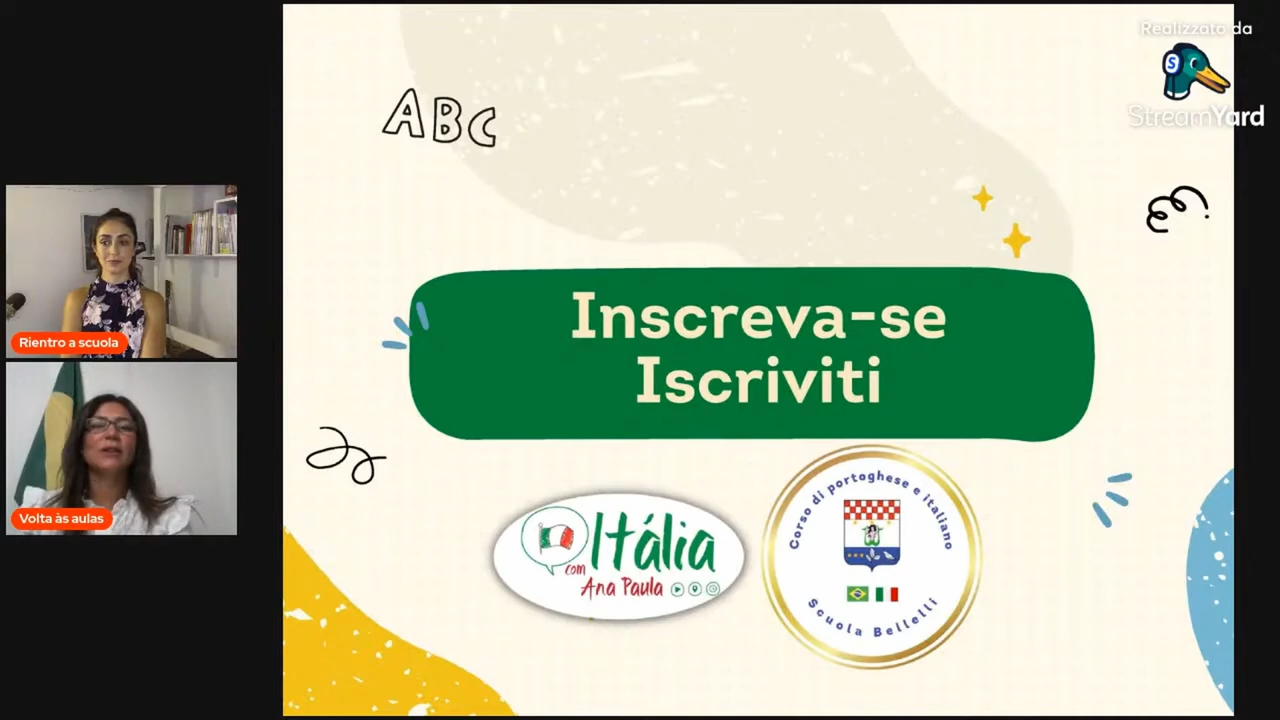 Realizzato da
StreamYard
S
ABC
Inscreva-se
Iscriviti
Rientro a scuola
Volta às aulas
Itália
com
Ana Paula
Corso di portoghese e italiano
Scuola Bellelli